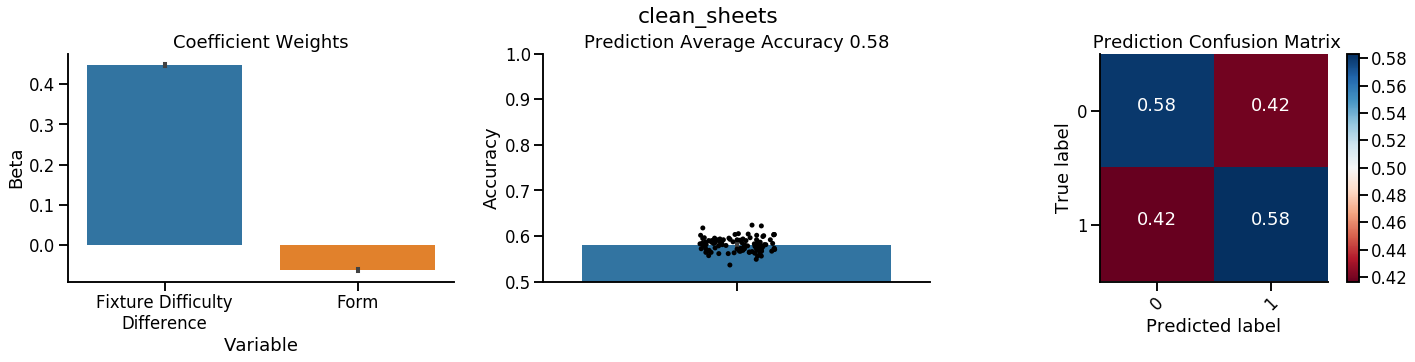 clean_sheets
Coefficient Weights
Beta
0.4
0.3
0.2
0.1
0.0
Fixture Difficulty
Difference
Form
Variable
Prediction Average Accuracy 0.58
Accuracy
1.0
0.9
0.8
0.7
0.6
0.5
Prediction Confusion Matrix
True label
0
1
0.58 0.42
0.42 0.58
0 1
Predicted label
0.58
0.56
0.54
0.52
0.50
0.48
0.46
0.44
0.42